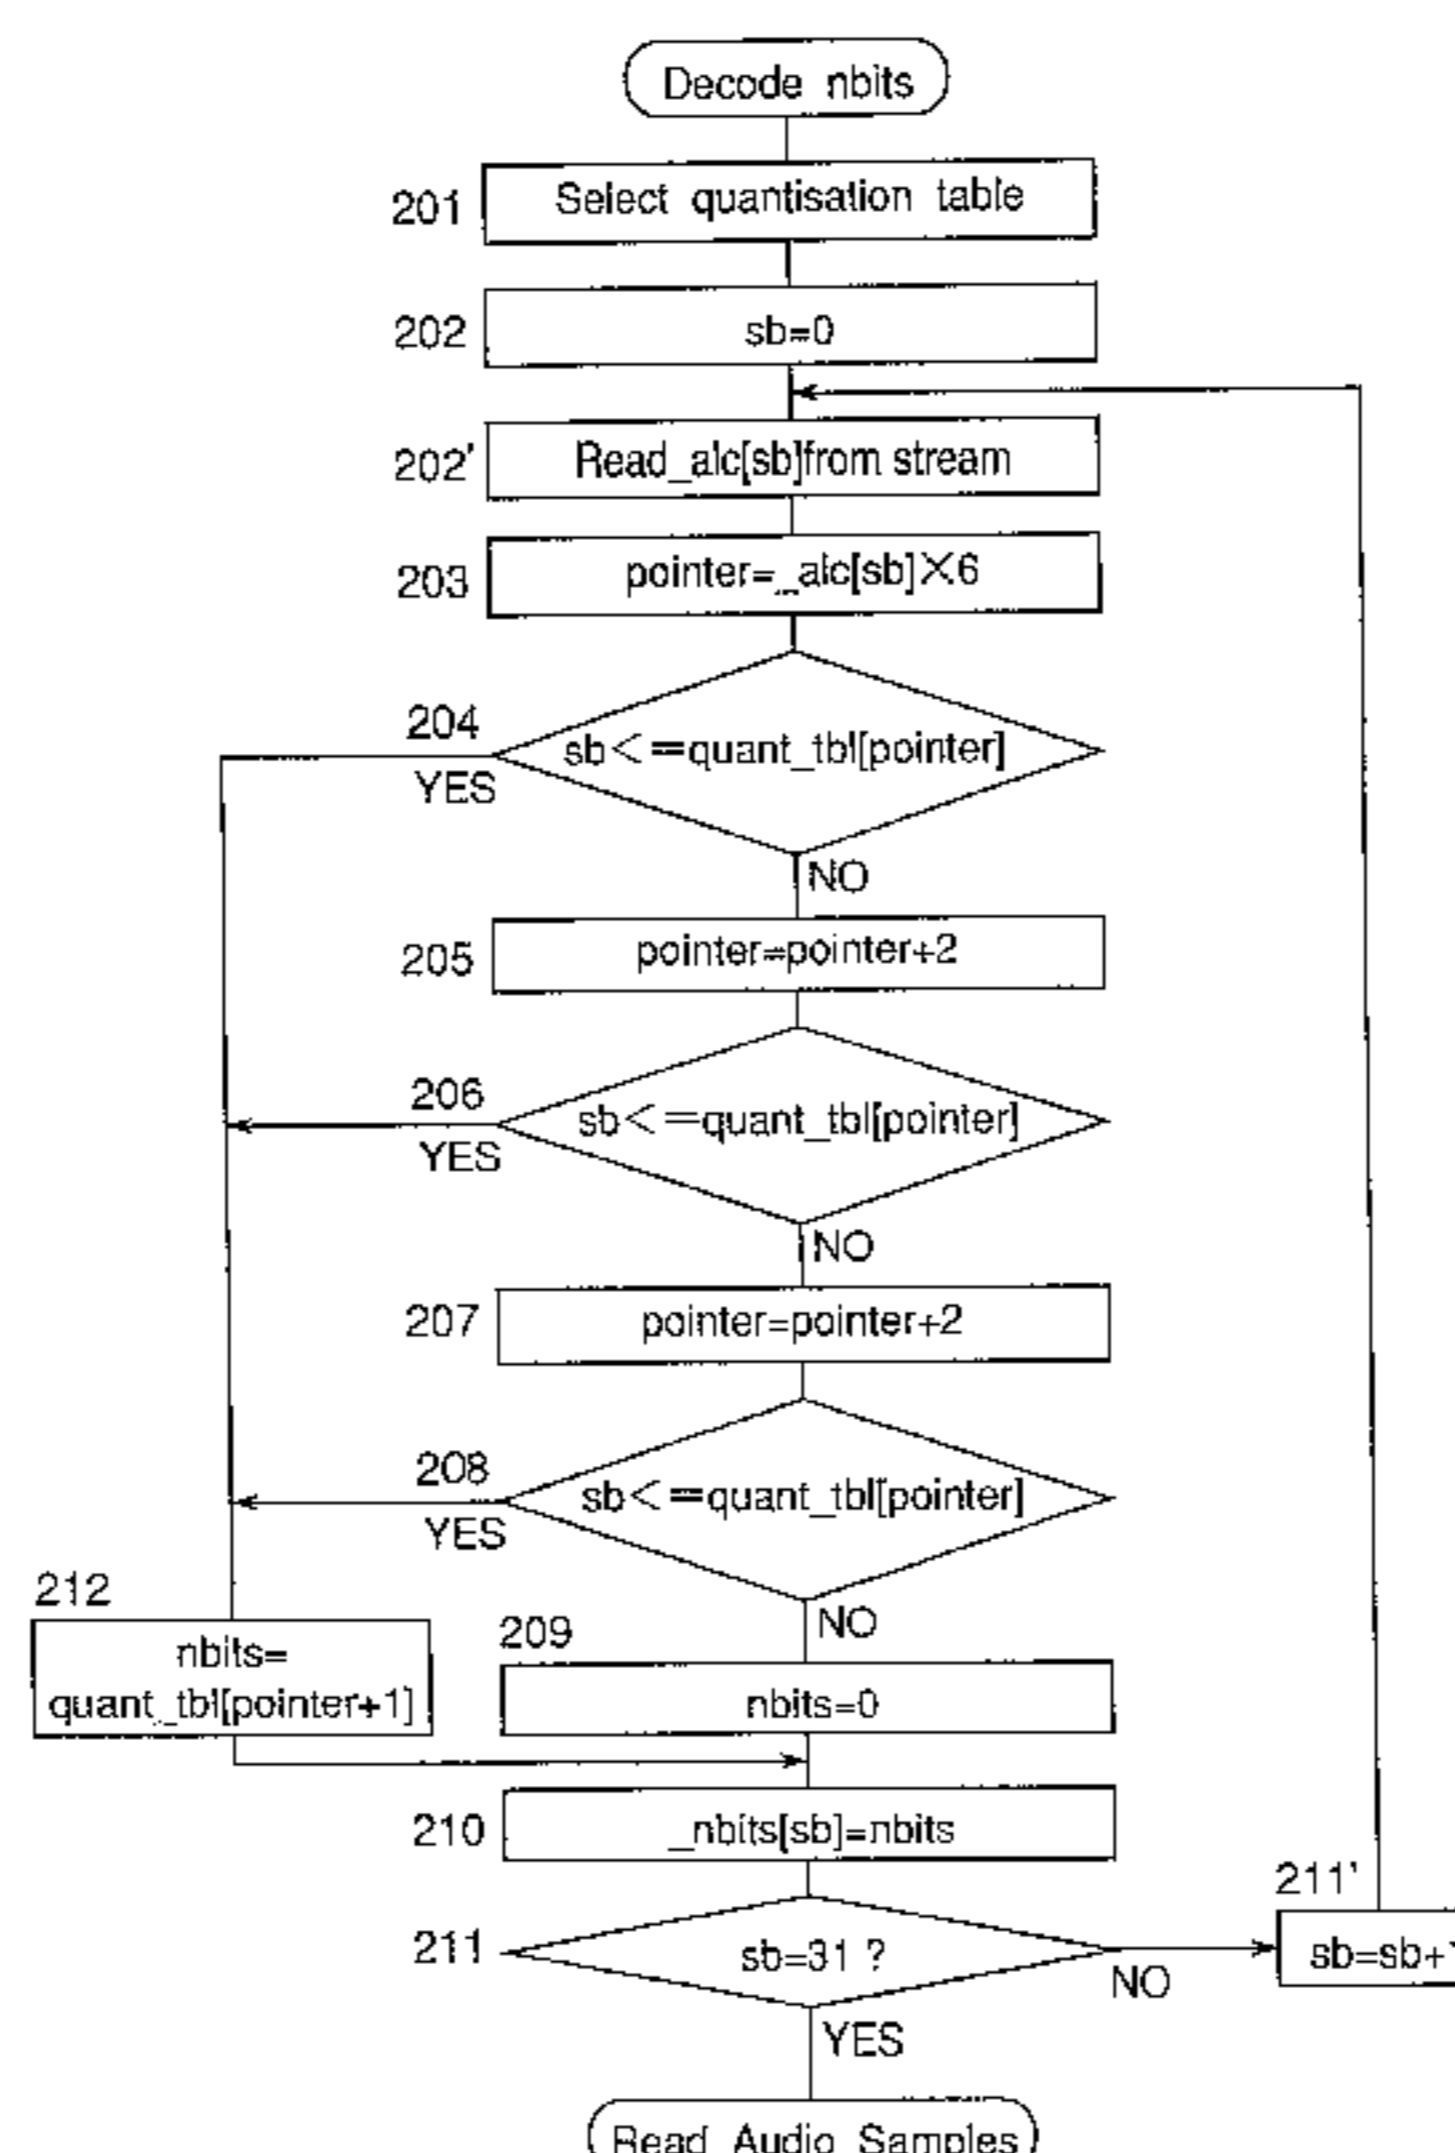 Decode nbits
201
Select quantisation table
202
sb=0
202'
Read_alc[sb]from stream
203
pointer=_alc[sb]×6
204
sb<=quant_tbl[pointer]
YES
NO
205
pointer=pointer+2
206
sb<=quant_tbl[pointer]
YES
NO
207
pointer=pointer+2
208
sb<=quant_tbl[pointer]
YES
NO
212
nbits=
quant_tbl[pointer+1]
209
nbits=0
210
_nbits[sb]=nbits
211'
211
sb=31 ?
NO
sb=sb+
YES
Read Audio Samples